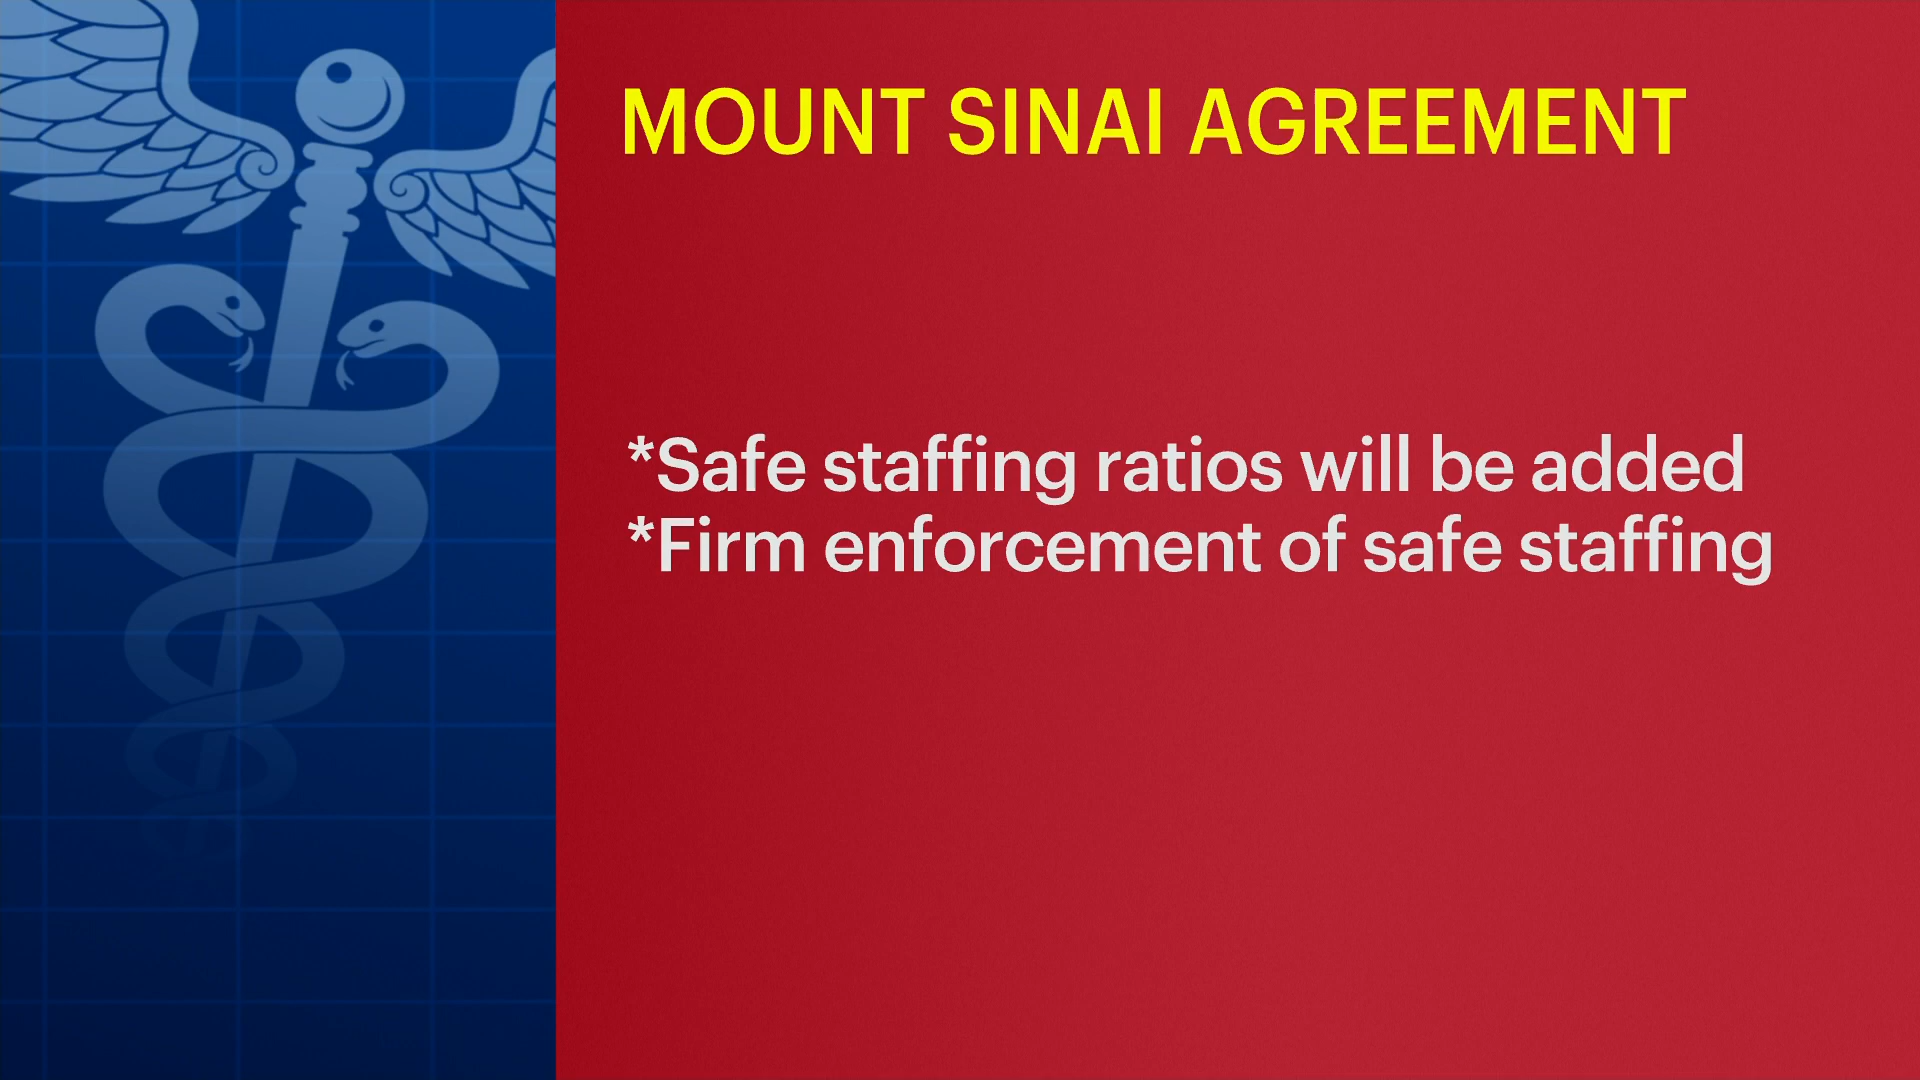 MOUNT SINAI AGREEMENT
*Safe staffing ratios will be added
*Firm enforcement of safe staffing